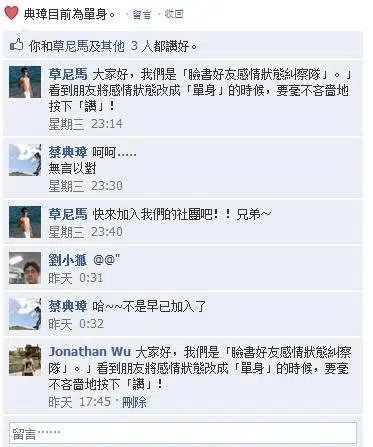 典璋目前為單身。 · 留言 · 收回
你和草尼馬及其他 3 人都讚好。
草尼馬 大家好，我們是「臉書好友感情狀態糾察隊」。」
看到朋友將感情狀態改成「單身」的時候，要毫不吝嗇地
按下「讚」！
星期三 23:14
蔡典璋 呵呵.....
無言以對
星期三 23:30
草尼馬 快來加入我們的社團吧！！兄弟~
星期三 23:40
劉小狐 @@"
昨天 0:31
蔡典璋 哈~~不是早已加入了
昨天 0:32
Jonathan Wu 大家好，我們是「臉書好友感情狀態糾察
隊」。」看到朋友將感情狀態改成「單身」的時候，要毫
不吝嗇地按下「讚」！
昨天 17:45 · 刪除
留言……